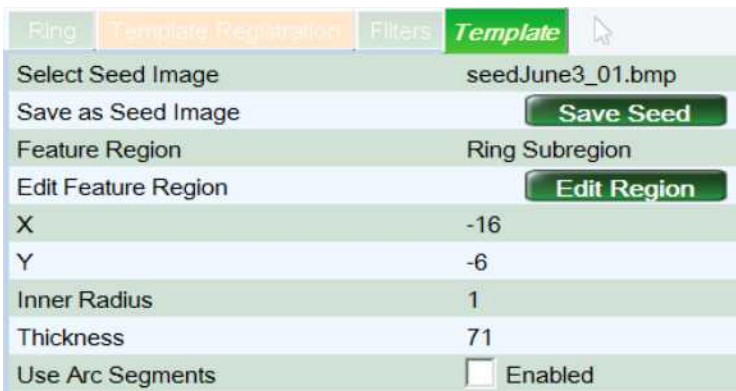 Ring Template Registration Filters Template
Select Seed Image seedJune3_01.bmp
Save as Seed Image Save Seed
Feature Region Ring Subregion
Edit Feature Region Edit Region
X -16
Y -6
Inner Radius 1
Thickness 71
Use Arc Segments Enabled